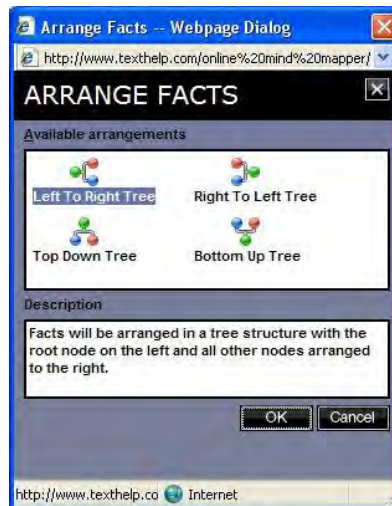 Arrange Facts -- Webpage Dialog
http://www.texthelp.com/online%20mind%20mapper/
ARRANGE FACTS
Available arrangements
Left To Right Tree
Right To Left Tree
Top Down Tree
Bottom Up Tree
Description
Facts will be arranged in a tree structure with the
root node on the left and all other nodes arranged
to the right.
OK
Cancel
http://www.texthelp.co
Internet